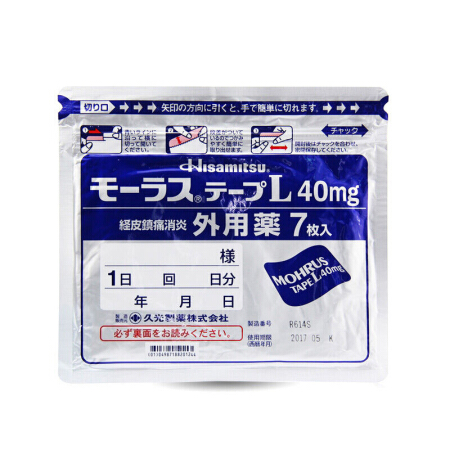 切り口 矢印の方向に引くと、手で簡単に切れます。
チャック
Hisamitsu®
モーラス®テープL 40mg
経皮鎮痛消炎 外用薬 7枚入
様
1日 回 日分
年 月 日
MOHRUS
TAPE L 40mg
久光製薬株式会社
必ず裏面をお読みください。
製造番号 R614S
使用期限 2017 05 K
(西暦年月)